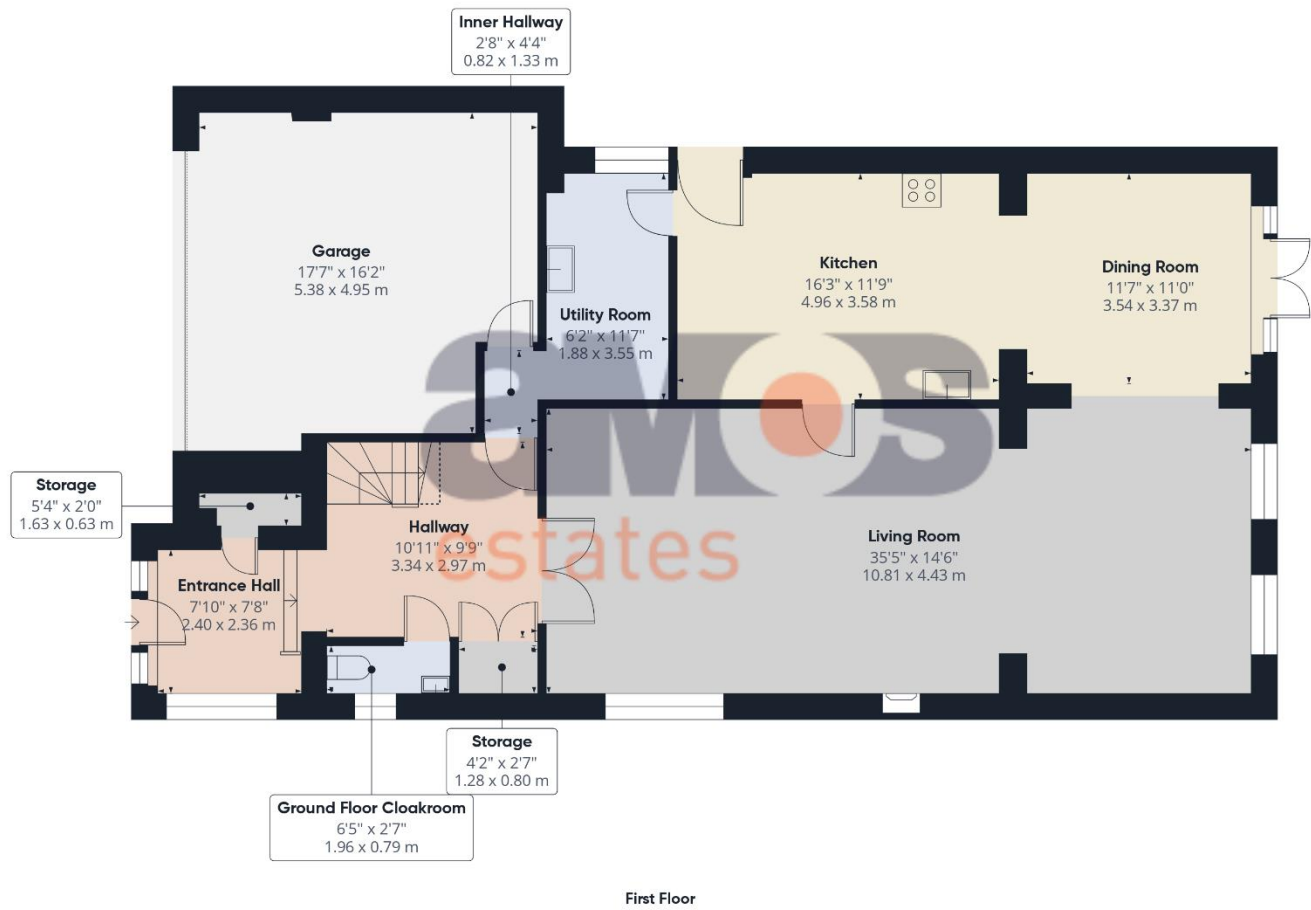 Inner Hallway
2'8" x 4'4"
0.82 x 1.33 m
Garage
17'7" x 16'2"
5.38 x 4.95 m
Utility Room
6'2" x 11'7"
1.88 x 3.55 m
Kitchen
16'3" x 11'9"
4.96 x 3.58 m
Dining Room
11'7" x 11'0"
3.54 x 3.37 m
amos
estates
Storage
5'4" x 2'0"
1.63 x 0.63 m
Hallway
10'11" x 9'9"
3.34 x 2.97 m
Living Room
35'5" x 14'6"
10.81 x 4.43 m
Entrance Hall
7'10" x 7'8"
2.40 x 2.36 m
Storage
4'2" x 2'7"
1.28 x 0.80 m
Ground Floor Cloakroom
6'5" x 2'7"
1.96 x 0.79 m
First Floor